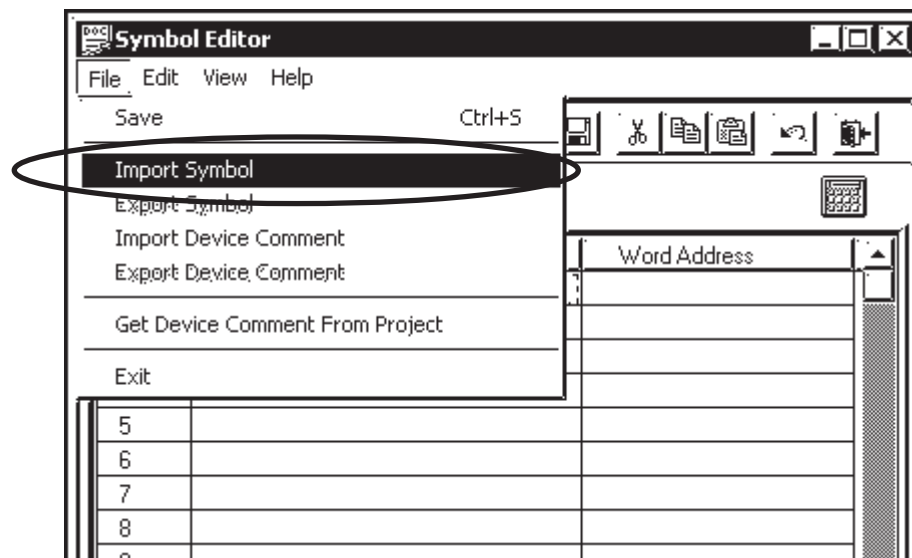 Symbol Editor
File Edit View Help
Save Ctrl+S
Import Symbol
Export Symbol
Import Device Comment
Export Device Comment
Get Device Comment From Project
Exit
Word Address
5
6
7
8